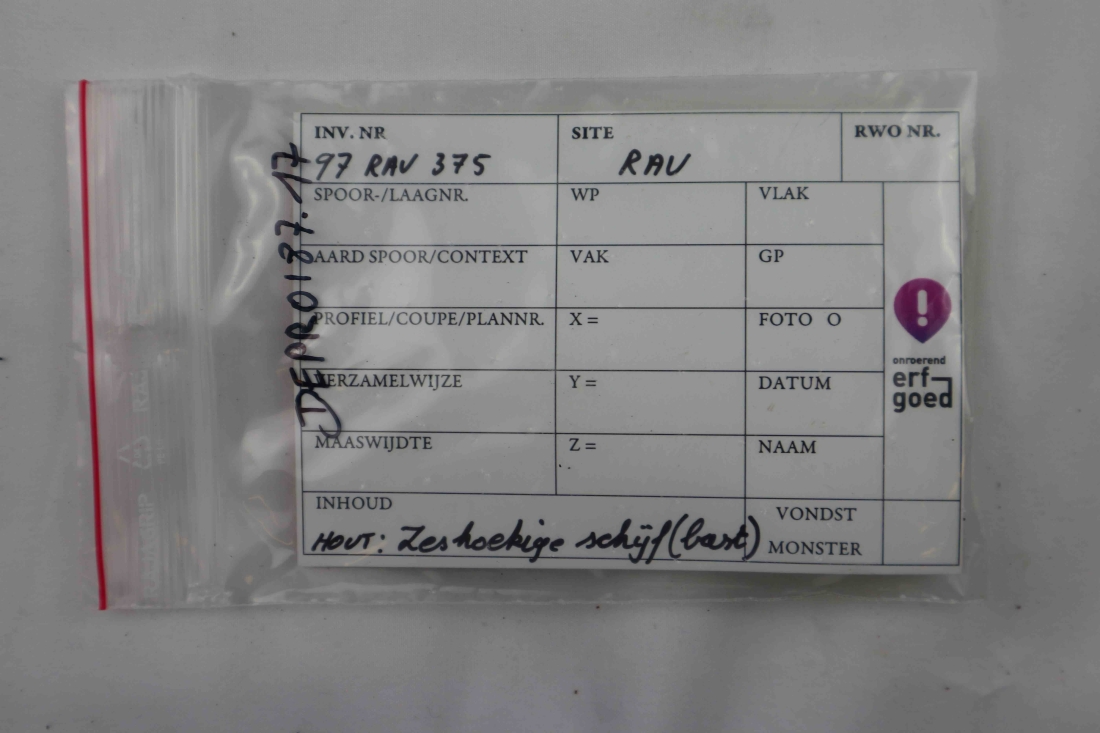 INV. NR SITE RWO NR.
97 RAV 375 RAV
SPOOR-/LAAGNR. WP VLAK
AARD SPOOR/CONTEXT VAK GP
PROFIEL/COUPE/PLANNR. X = FOTO O
VERZAMELWIJZE Y = DATUM
MAASWIJDTE Z = NAAM
INHOUD VONDST
HOUT: Zeshoekige schijf (bast) MONSTER
onroerend
erf
goed
DEPRO187.17